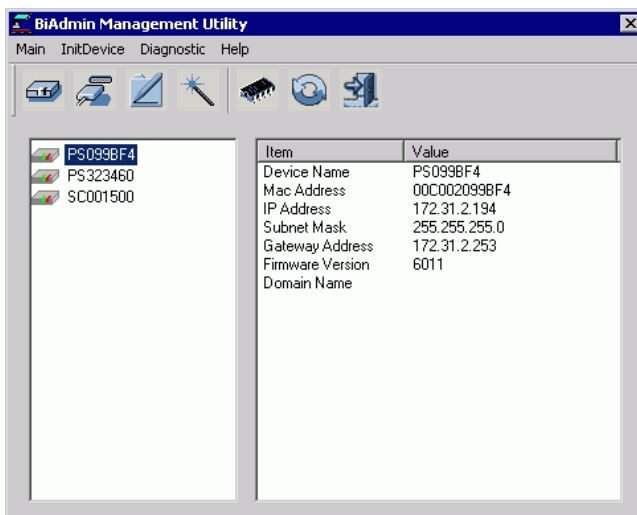 BiAdmin Management Utility
Main InitDevice Diagnostic Help
PS099BF4
PS323460
SC001500
Item Value
Device Name PS099BF4
Mac Address 00C002099BF4
IP Address 172.31.2.194
Subnet Mask 255.255.255.0
Gateway Address 172.31.2.253
Firmware Version 6011
Domain Name